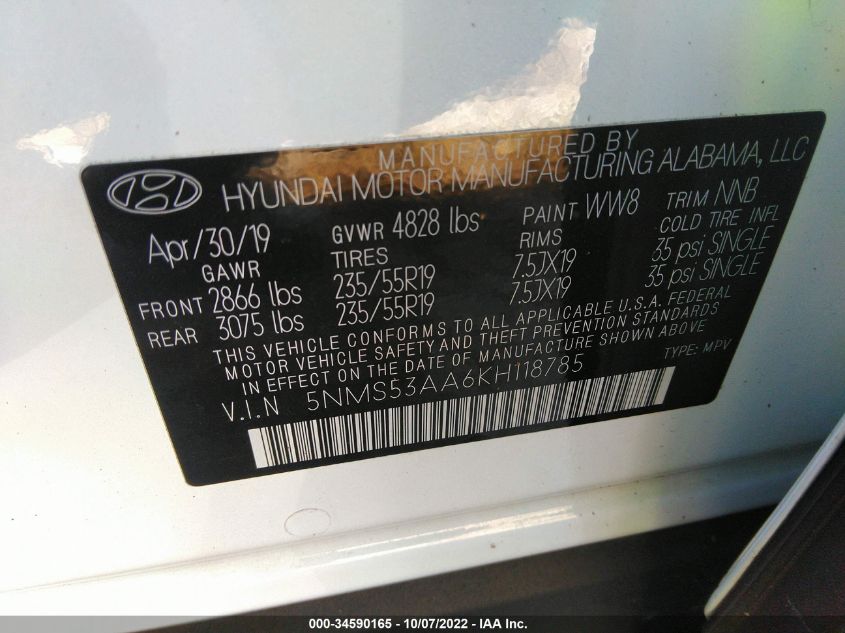 MANUFACTURED BY
HYUNDAI MOTOR MANUFACTURING ALABAMA, LLC
Apr/30/19 GVWR 4828 lbs PAINT WW8 TRIM NNB
GAWR TIRES RIMS COLD TIRE INFL
FRONT 2866 lbs 235/55R19 7.5JX19 35 psi SINGLE
REAR 3075 lbs 235/55R19 7.5JX19 35 psi SINGLE
THIS VEHICLE CONFORMS TO ALL APPLICABLE U.S.A. FEDERAL
MOTOR VEHICLE SAFETY AND THEFT PREVENTION STANDARDS
IN EFFECT ON THE DATE OF MANUFACTURE SHOWN ABOVE
V.I.N 5NMS53AA6KH118785 TYPE: MPV
000-34590165 - 10/07/2022 - IAA Inc.